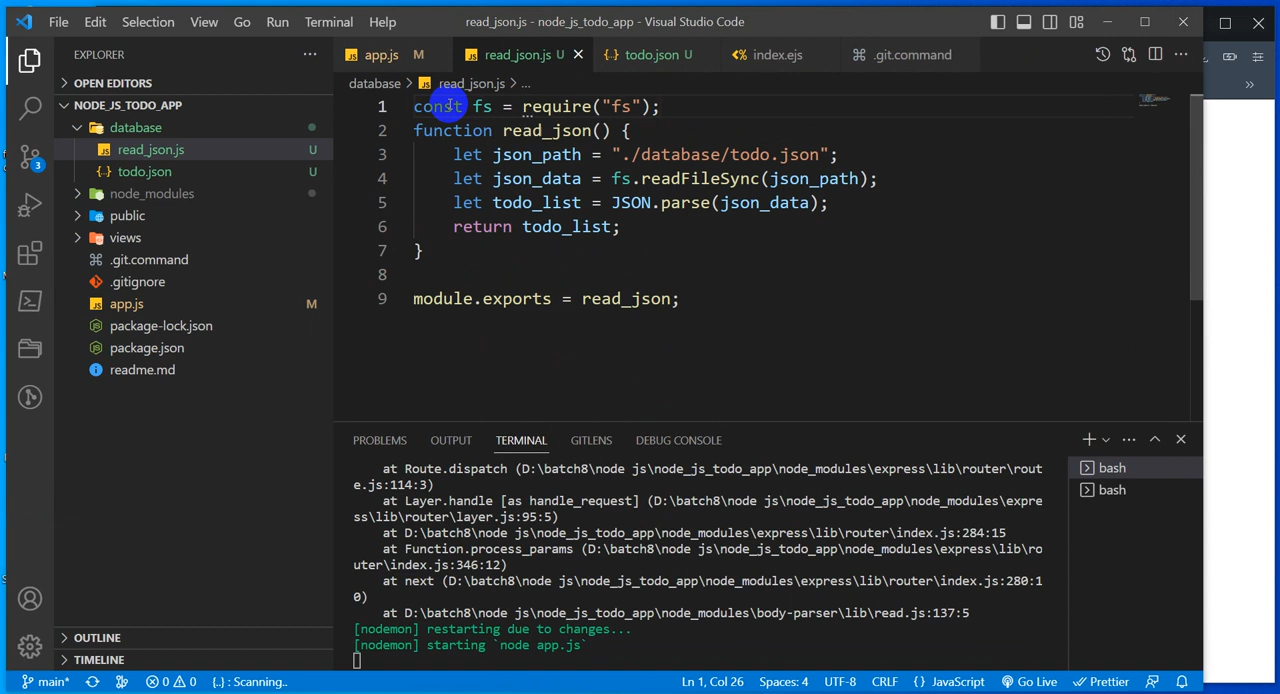 File Edit Selection View Go Run Terminal Help read_json.js - node_js_todo_app - Visual Studio Code
EXPLORER
app.js M read_json.js U todo.json U index.ejs .git.command
OPEN EDITORS
database > read_json.js > ...
NODE_JS_TODO_APP
database
read_json.js U
todo.json U
node_modules
public
views
.git.command
.gitignore
app.js M
package-lock.json
package.json
readme.md
OUTLINE
TIMELINE
3
1 const fs = require("fs");
2 function read_json() {
3 let json_path = "./database/todo.json";
4 let json_data = fs.readFileSync(json_path);
5 let todo_list = JSON.parse(json_data);
6 return todo_list;
7 }
8
9 module.exports = read_json;
PROBLEMS OUTPUT TERMINAL GITLENS DEBUG CONSOLE
at Route.dispatch (D:\batch8\node js\node_js_todo_app\node_modules\express\lib\router\rout
e.js:114:3)
at Layer.handle [as handle_request] (D:\batch8\node js\node_js_todo_app\node_modules\expre
ss\lib\router\layer.js:95:5)
at D:\batch8\node js\node_js_todo_app\node_modules\express\lib\router\index.js:284:15
at Function.process_params (D:\batch8\node js\node_js_todo_app\node_modules\express\lib\ro
uter\index.js:346:12)
at next (D:\batch8\node js\node_js_todo_app\node_modules\express\lib\router\index.js:280:1
0)
at D:\batch8\node js\node_js_todo_app\node_modules\body-parser\lib\read.js:137:5
[nodemon] restarting due to changes...
[nodemon] starting `node app.js`
bash
bash
main* 0 0 {..} : Scanning.. Ln 1, Col 26 Spaces: 4 UTF-8 CRLF {} JavaScript Go Live Prettier